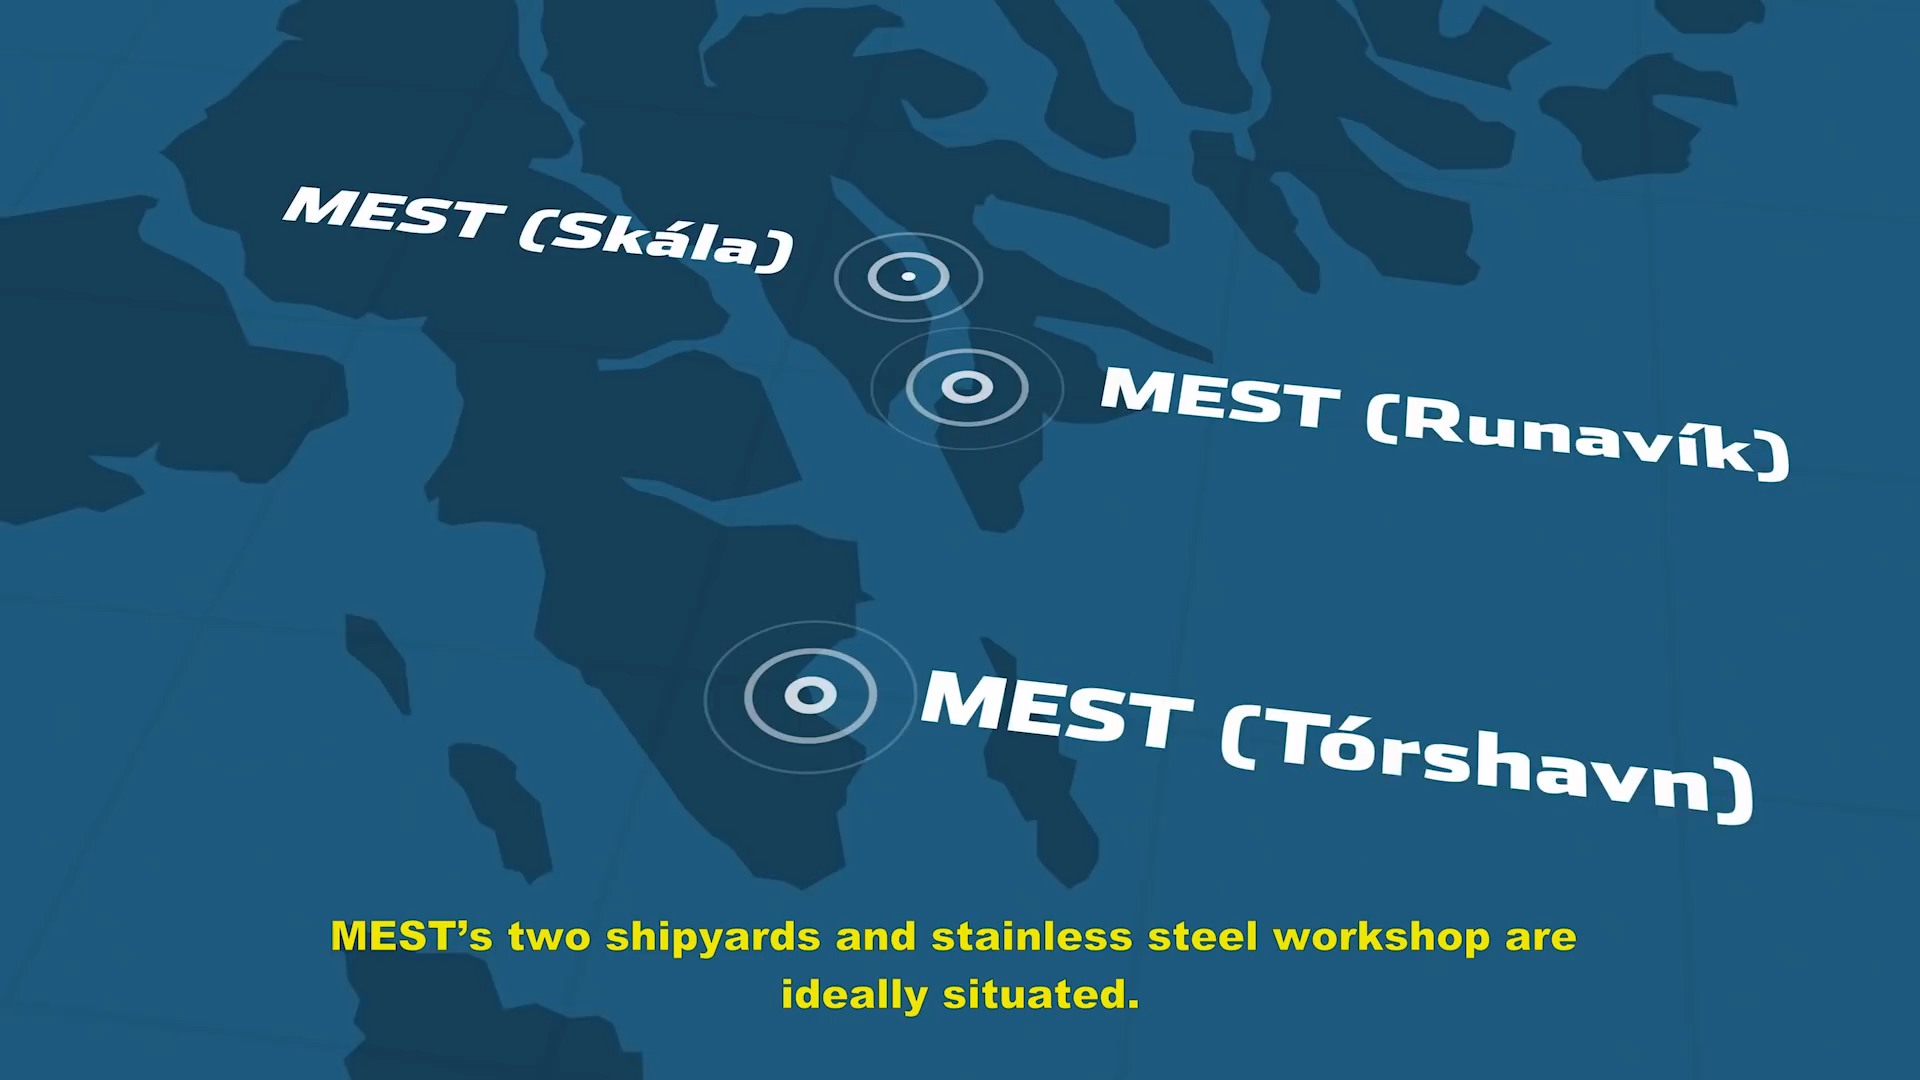 MEST (Skála)
MEST (Runavík)
MEST (Tórshavn)
MEST’s two shipyards and stainless steel workshop are
ideally situated.